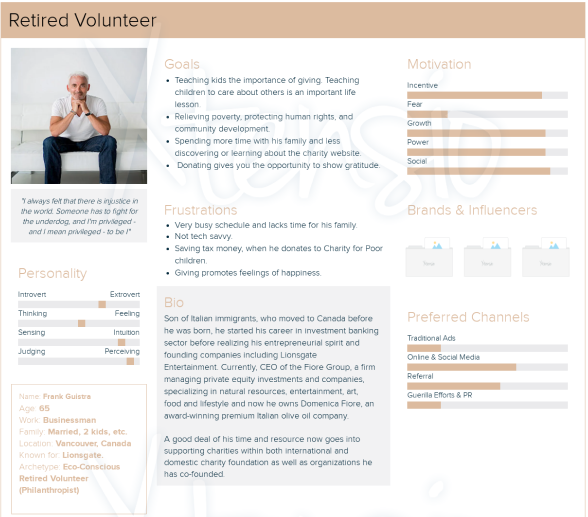 Retired Volunteer
"I always felt that there is injustice in
the world. Someone has to fight for
the underdog, and I'm privileged -
and I mean privileged - to be I"
Personality
Introvert Extrovert
Thinking Feeling
Sensing Intuition
Judging Perceiving
Name: Frank Guistra
Age: 65
Work: Businessman
Family: Married, 2 kids, etc.
Location: Vancouver, Canada
Known for: Lionsgate.
Archetype: Eco-Conscious
Retired Volunteer
(Philanthropist)
Goals
• Teaching kids the importance of giving. Teaching
children to care about others is an important life
lesson.
• Relieving poverty, protecting human rights, and
community development.
• Spending more time with his family and less
discovering or learning about the charity website.
• Donating gives you the opportunity to show gratitude.
Frustrations
• Very busy schedule and lacks time for his family.
• Not tech savvy.
• Saving tax money, when he donates to Charity for Poor
children.
• Giving promotes feelings of happiness.
Bio
Son of Italian immigrants, who moved to Canada before
he was born, he started his career in investment banking
sector before realizing his entrepreneurial spirit and
founding companies including Lionsgate
Entertainment. Currently, CEO of the Fiore Group, a firm
managing private equity investments and companies,
specializing in natural resources, entertainment, art,
food and lifestyle and now he owns Domenica Fiore, an
award-winning premium Italian olive oil company.
A good deal of his time and resource now goes into
supporting charities within both international and
domestic charity foundation as well as organizations he
has co-founded.
Motivation
Incentive
Fear
Growth
Power
Social
Brands & Influencers
Preferred Channels
Traditional Ads
Online & Social Media
Referral
Guerilla Efforts & PR